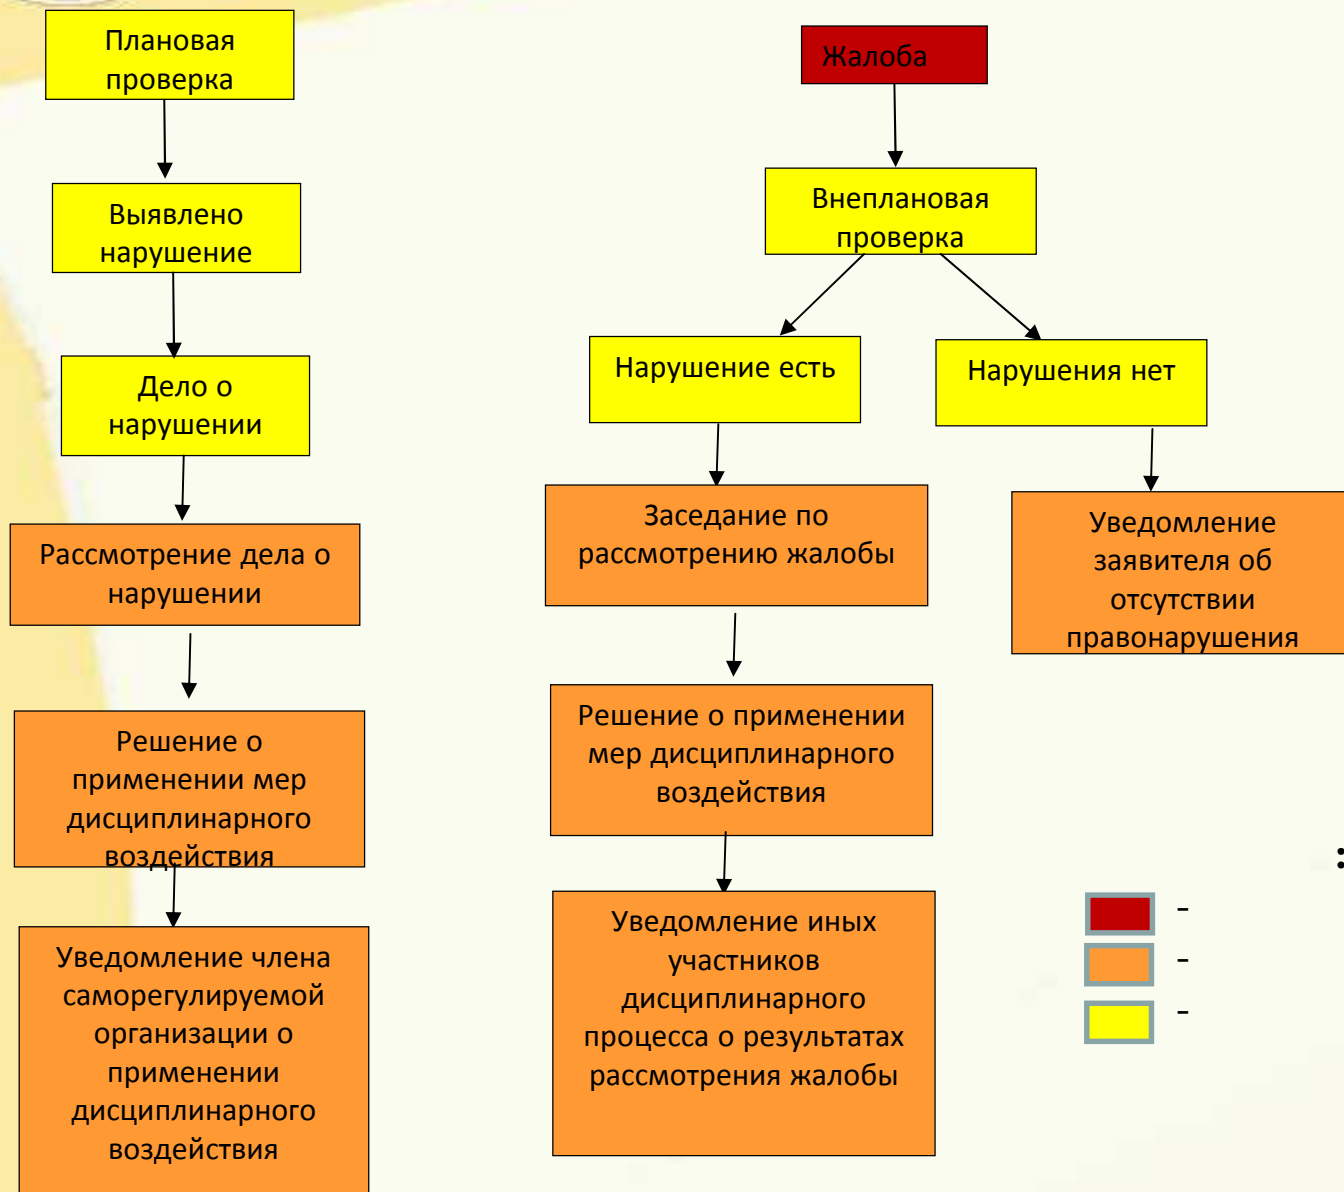 Плановая
проверка
Выявлено
нарушение
Дело о
нарушении
Рассмотрение дела о
нарушении
Решение о
применении мер
дисциплинарного
воздействия
Уведомление члена
саморегулируемой
организации о
применении
дисциплинарного
воздействия
Жалоба
Внеплановая
проверка
Нарушение есть
Нарушения нет
Заседание по
рассмотрению жалобы
Уведомление
заявителя об
отсутствии
правонарушения
Решение о применении
мер дисциплинарного
воздействия
Уведомление иных
участников
дисциплинарного
процесса о результатах
рассмотрения жалобы
:
-
-
-